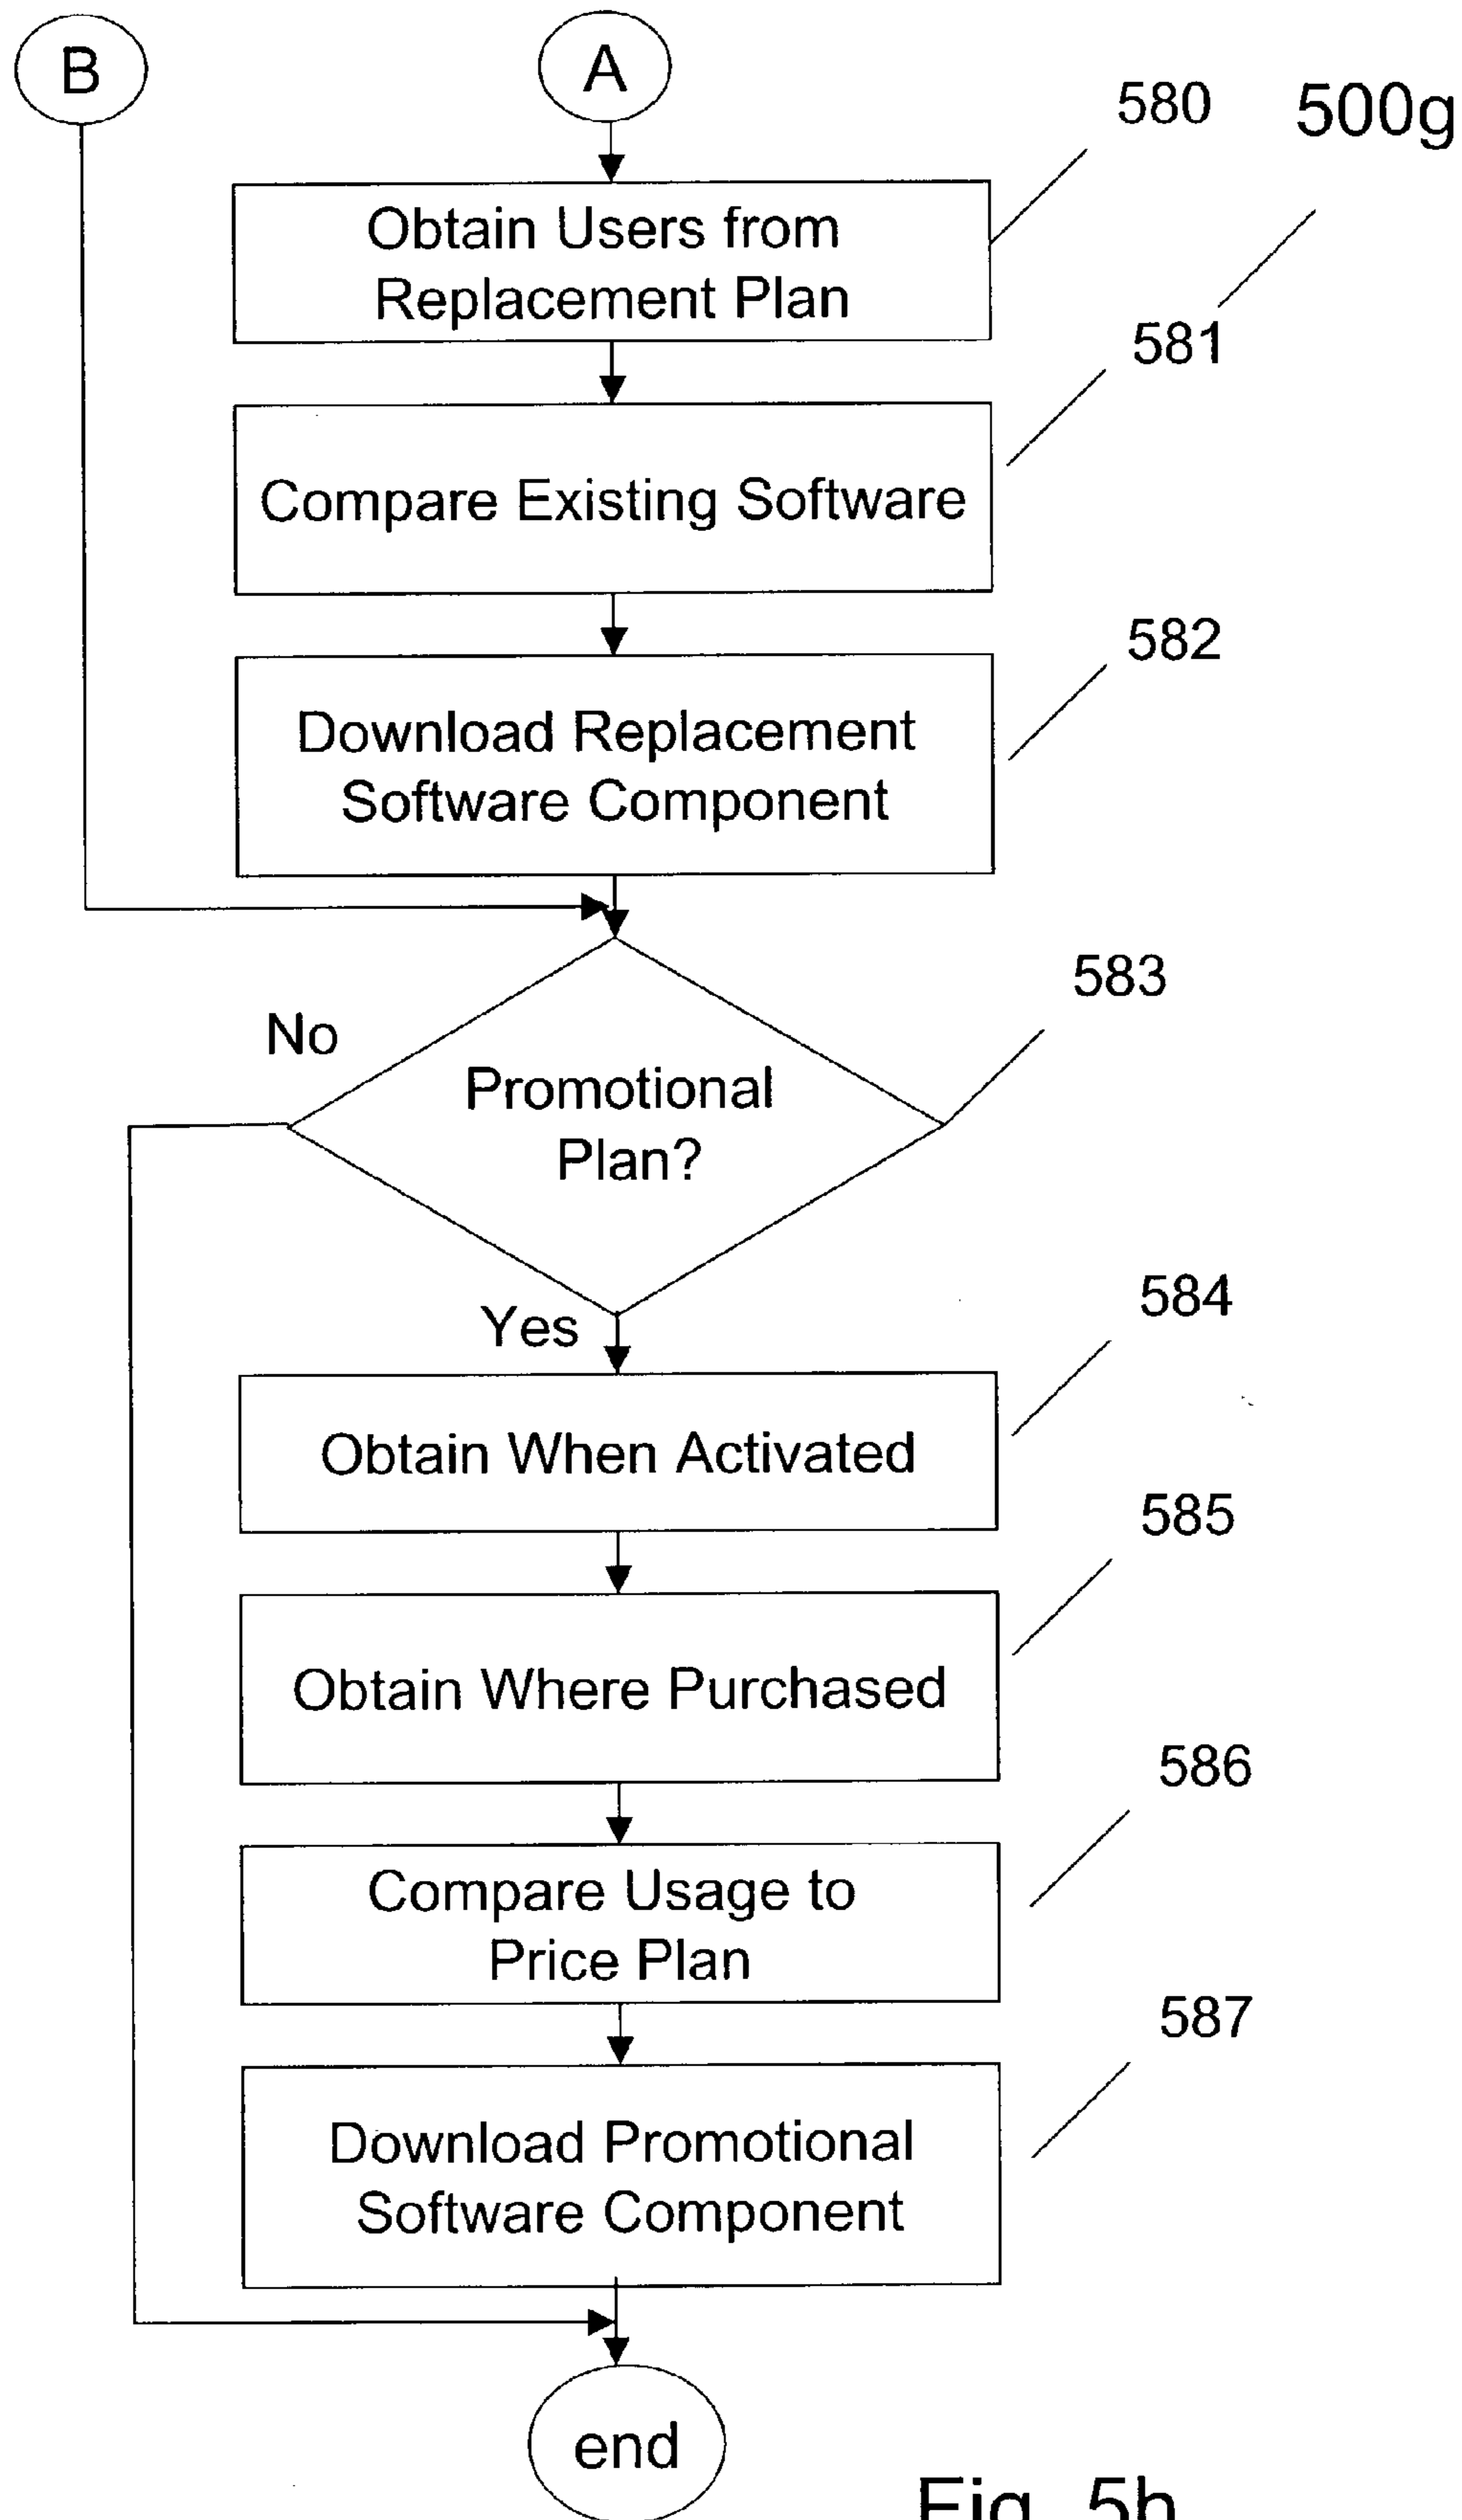 B
A
580
500g
Obtain Users from
Replacement Plan
581
Compare Existing Software
582
Download Replacement
Software Component
583
No
Promotional
Plan?
Yes
584
Obtain When Activated
585
Obtain Where Purchased
586
Compare Usage to
Price Plan
587
Download Promotional
Software Component
end
Fig. 5h